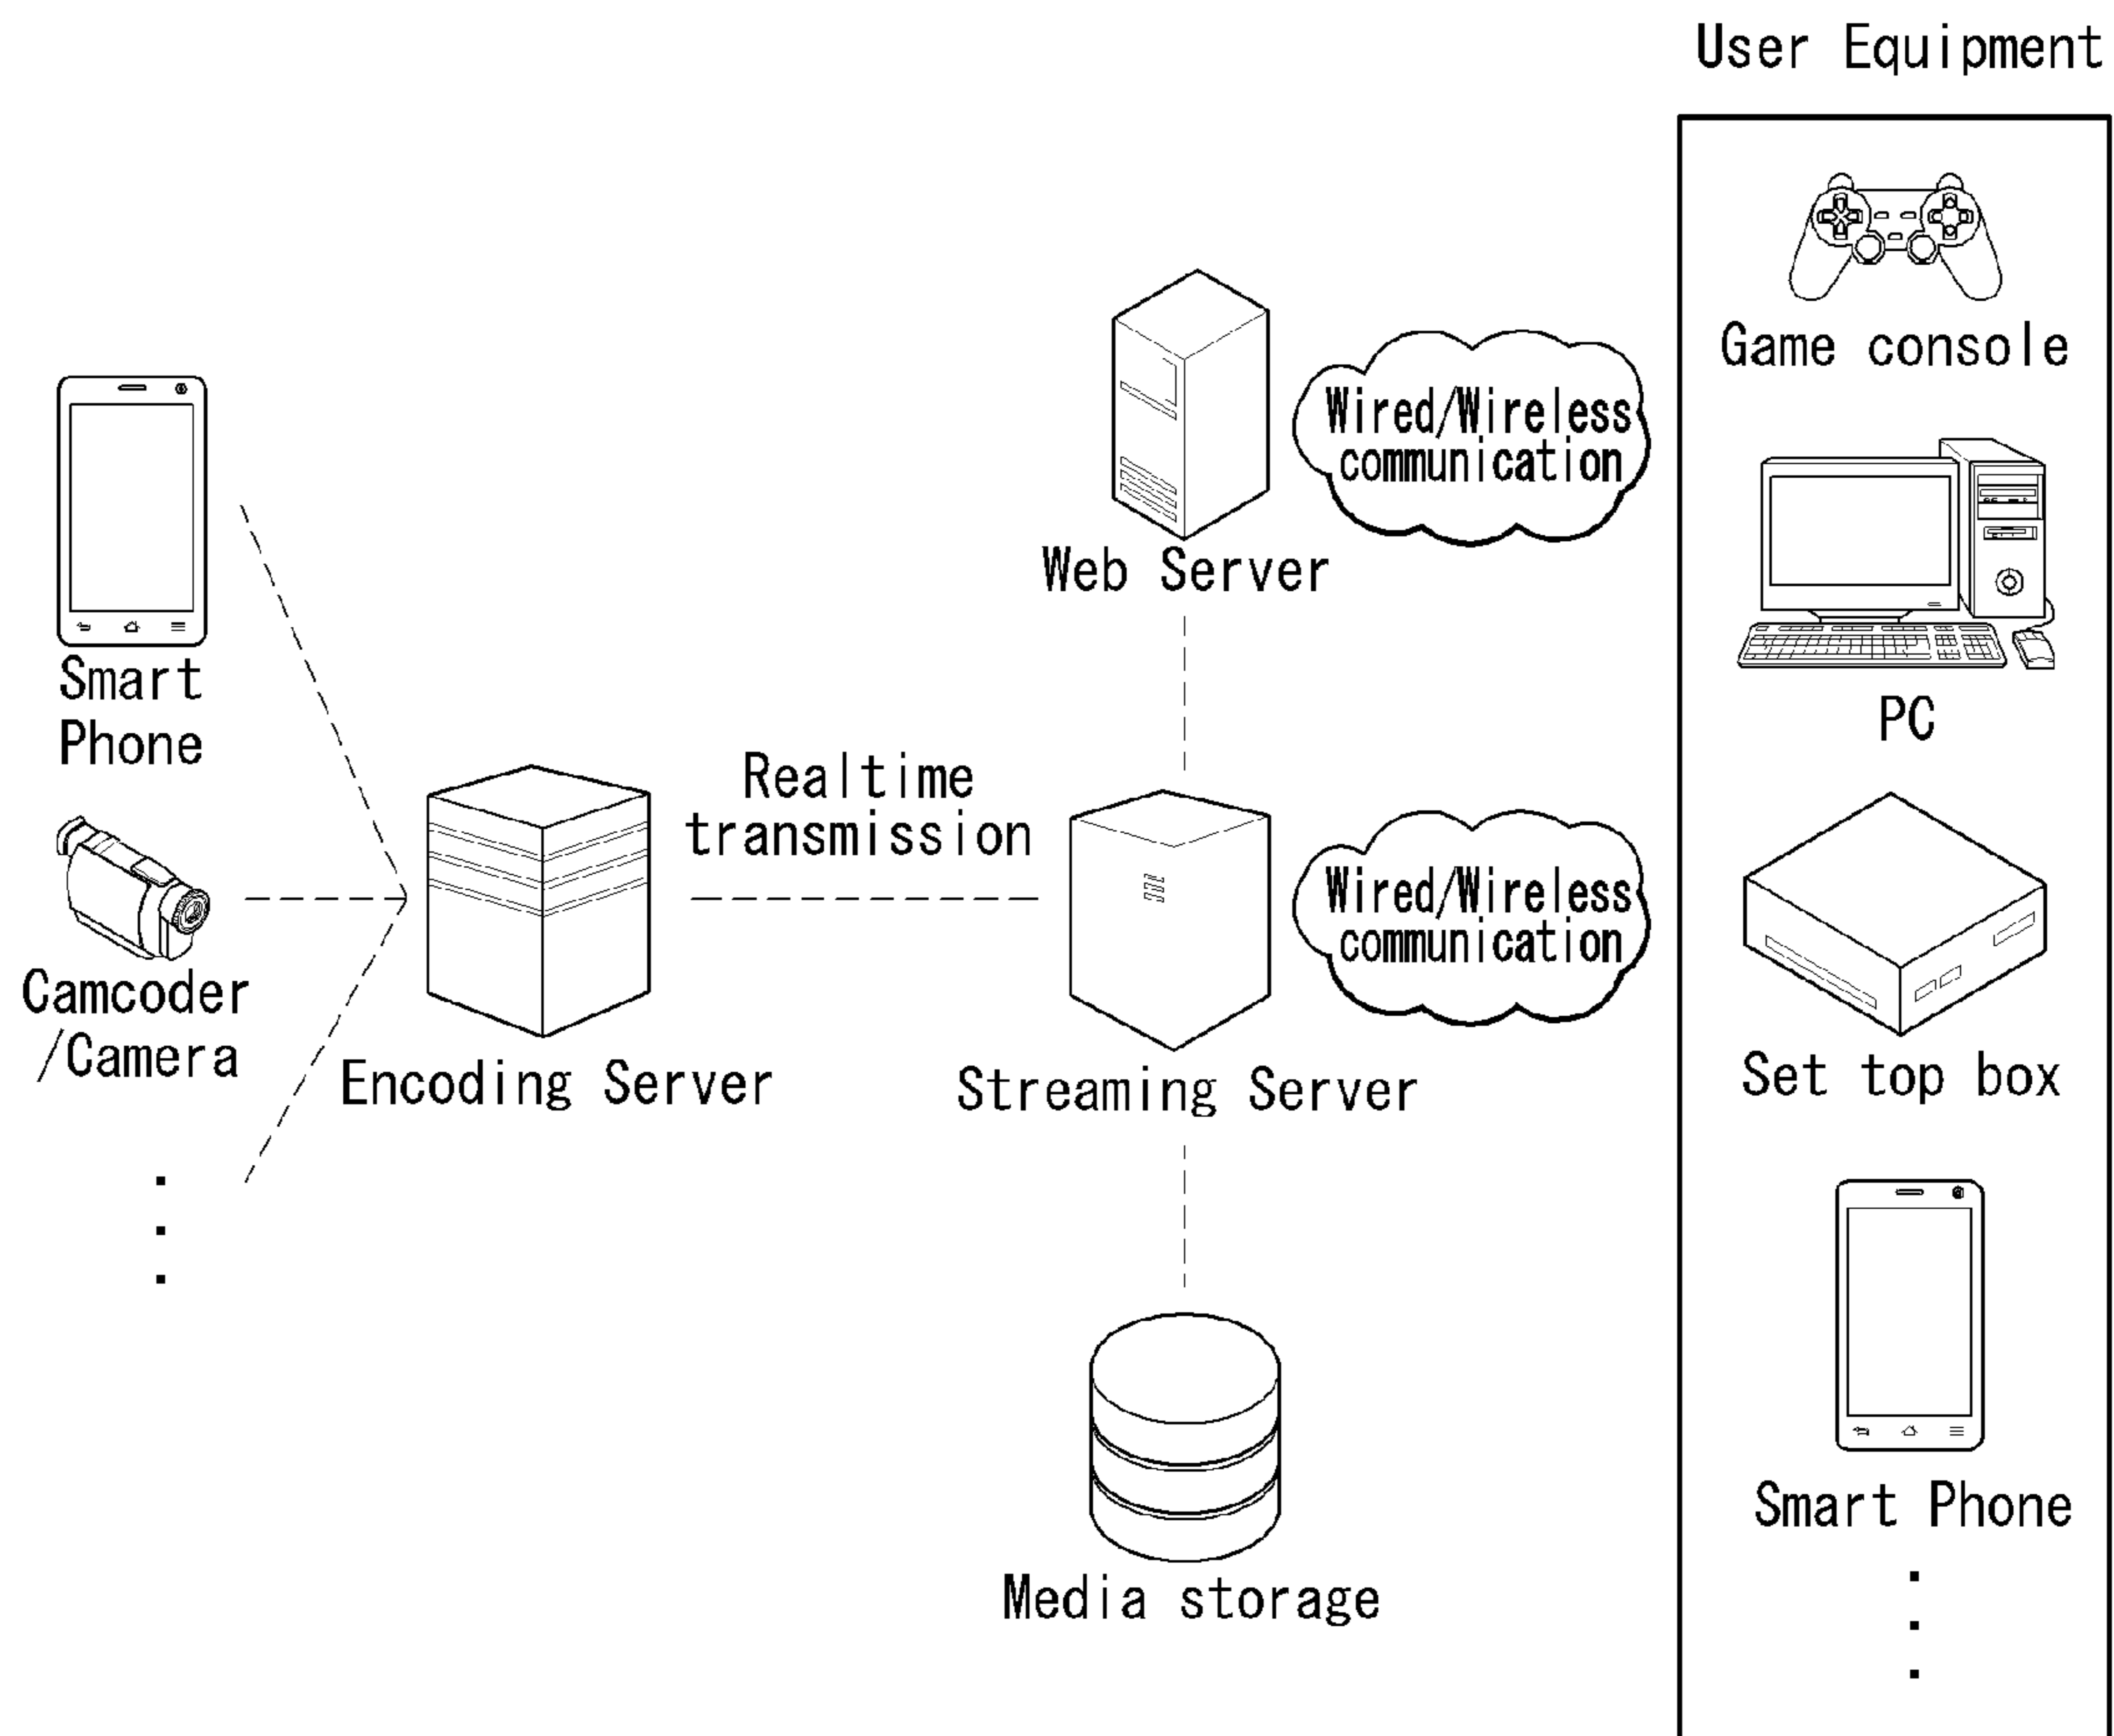 User Equipment
Game console
Wired/Wireless
communication
Web Server
Smart
Phone
PC
Realtime
transmission
Wired/Wireless
communication
Camcoder
/Camera
Encoding Server
Streaming Server
Set top box
Smart Phone
Media storage